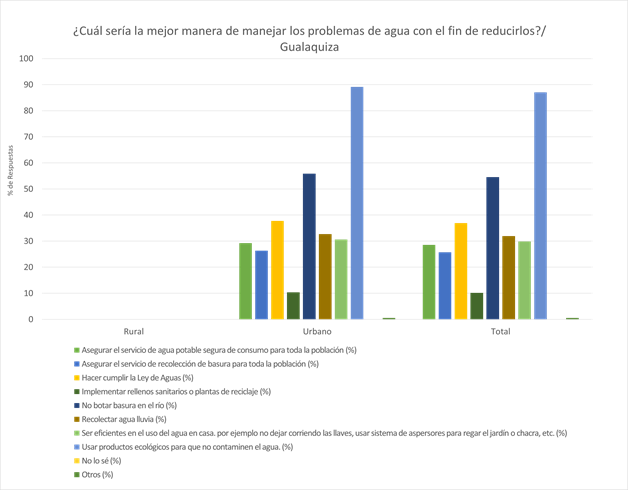 ¿Cuál sería la mejor manera de manejar los problemas de agua con el fin de reducirlos?/
Gualaquiza
100
90
80
70
60
50
40
30
20
10
0
% de Respuestas
Rural
Urbano
Total
Asegurar el servicio de agua potable segura de consumo para toda la población (%)
Asegurar el servicio de recolección de basura para toda la población (%)
Hacer cumplir la Ley de Aguas (%)
Implementar rellenos sanitarios o plantas de reciclaje (%)
No botar basura en el río (%)
Recolectar agua lluvia (%)
Ser eficientes en el uso del agua en casa. por ejemplo no dejar corriendo las llaves, usar sistema de aspersores para regar el jardín o chacra, etc. (%)
Usar productos ecológicos para que no contaminen el agua. (%)
No lo sé (%)
Otros (%)